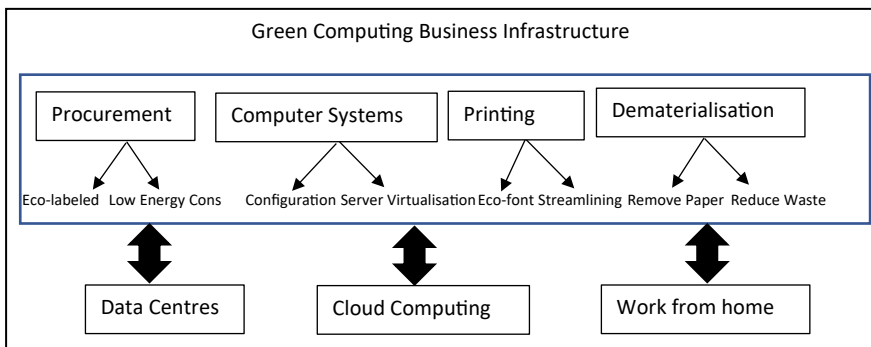 Green Computing Business Infrastructure
Procurement
Computer Systems
Printing
Dematerialisation
Eco-labeled Low Energy Cons
Configuration Server Virtualisation
Eco-font Streamlining
Remove Paper Reduce Waste
Data Centres
Cloud Computing
Work from home